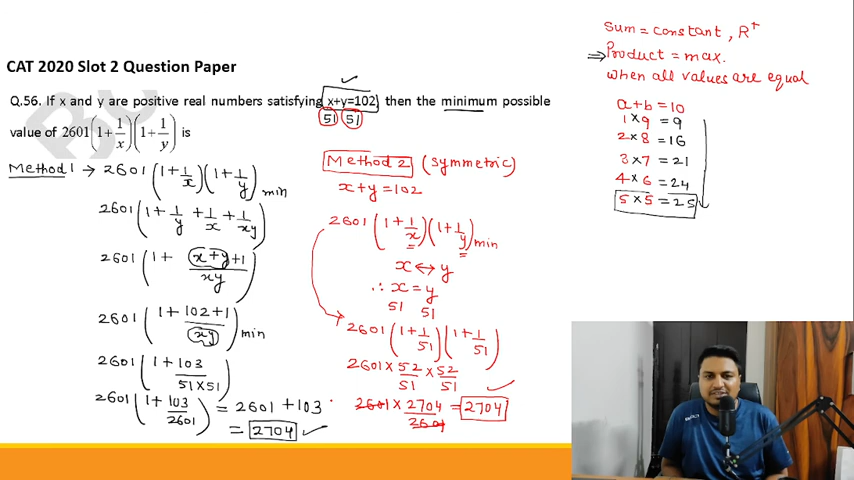 CAT 2020 Slot 2 Question Paper
Q.56. If x and y are positive real numbers satisfying x+y=102, then the minimum possible
51 51
value of 2601(1+1/x)(1+1/y) is
Method 1 → 2601 (1+1/x)(1+1/y) min
2601 (1+1/y+1/x+1/xy)
2601 (1+ (x+y+1)/xy)
2601 (1+ (102+1)/xy) min
2601 (1+103/(51×51))
2601 (1+103/2601) = 2601 +103
= 2704
Method 2 (Symmetric)
x+y=102
2601 (1+1/x)(1+1/y) min
x↔y
∴ x=y
51 51
2601 (1+1/51)(1+1/51)
2601 × 52/51 × 52/51
2601 × 2704/2601 = 2704
Sum = constant, R⁺
⇒ Product = max.
when all values are equal
a+b=10
1×9 =9
2×8 =16
3×7 =21
4×6 =24
5×5 =25